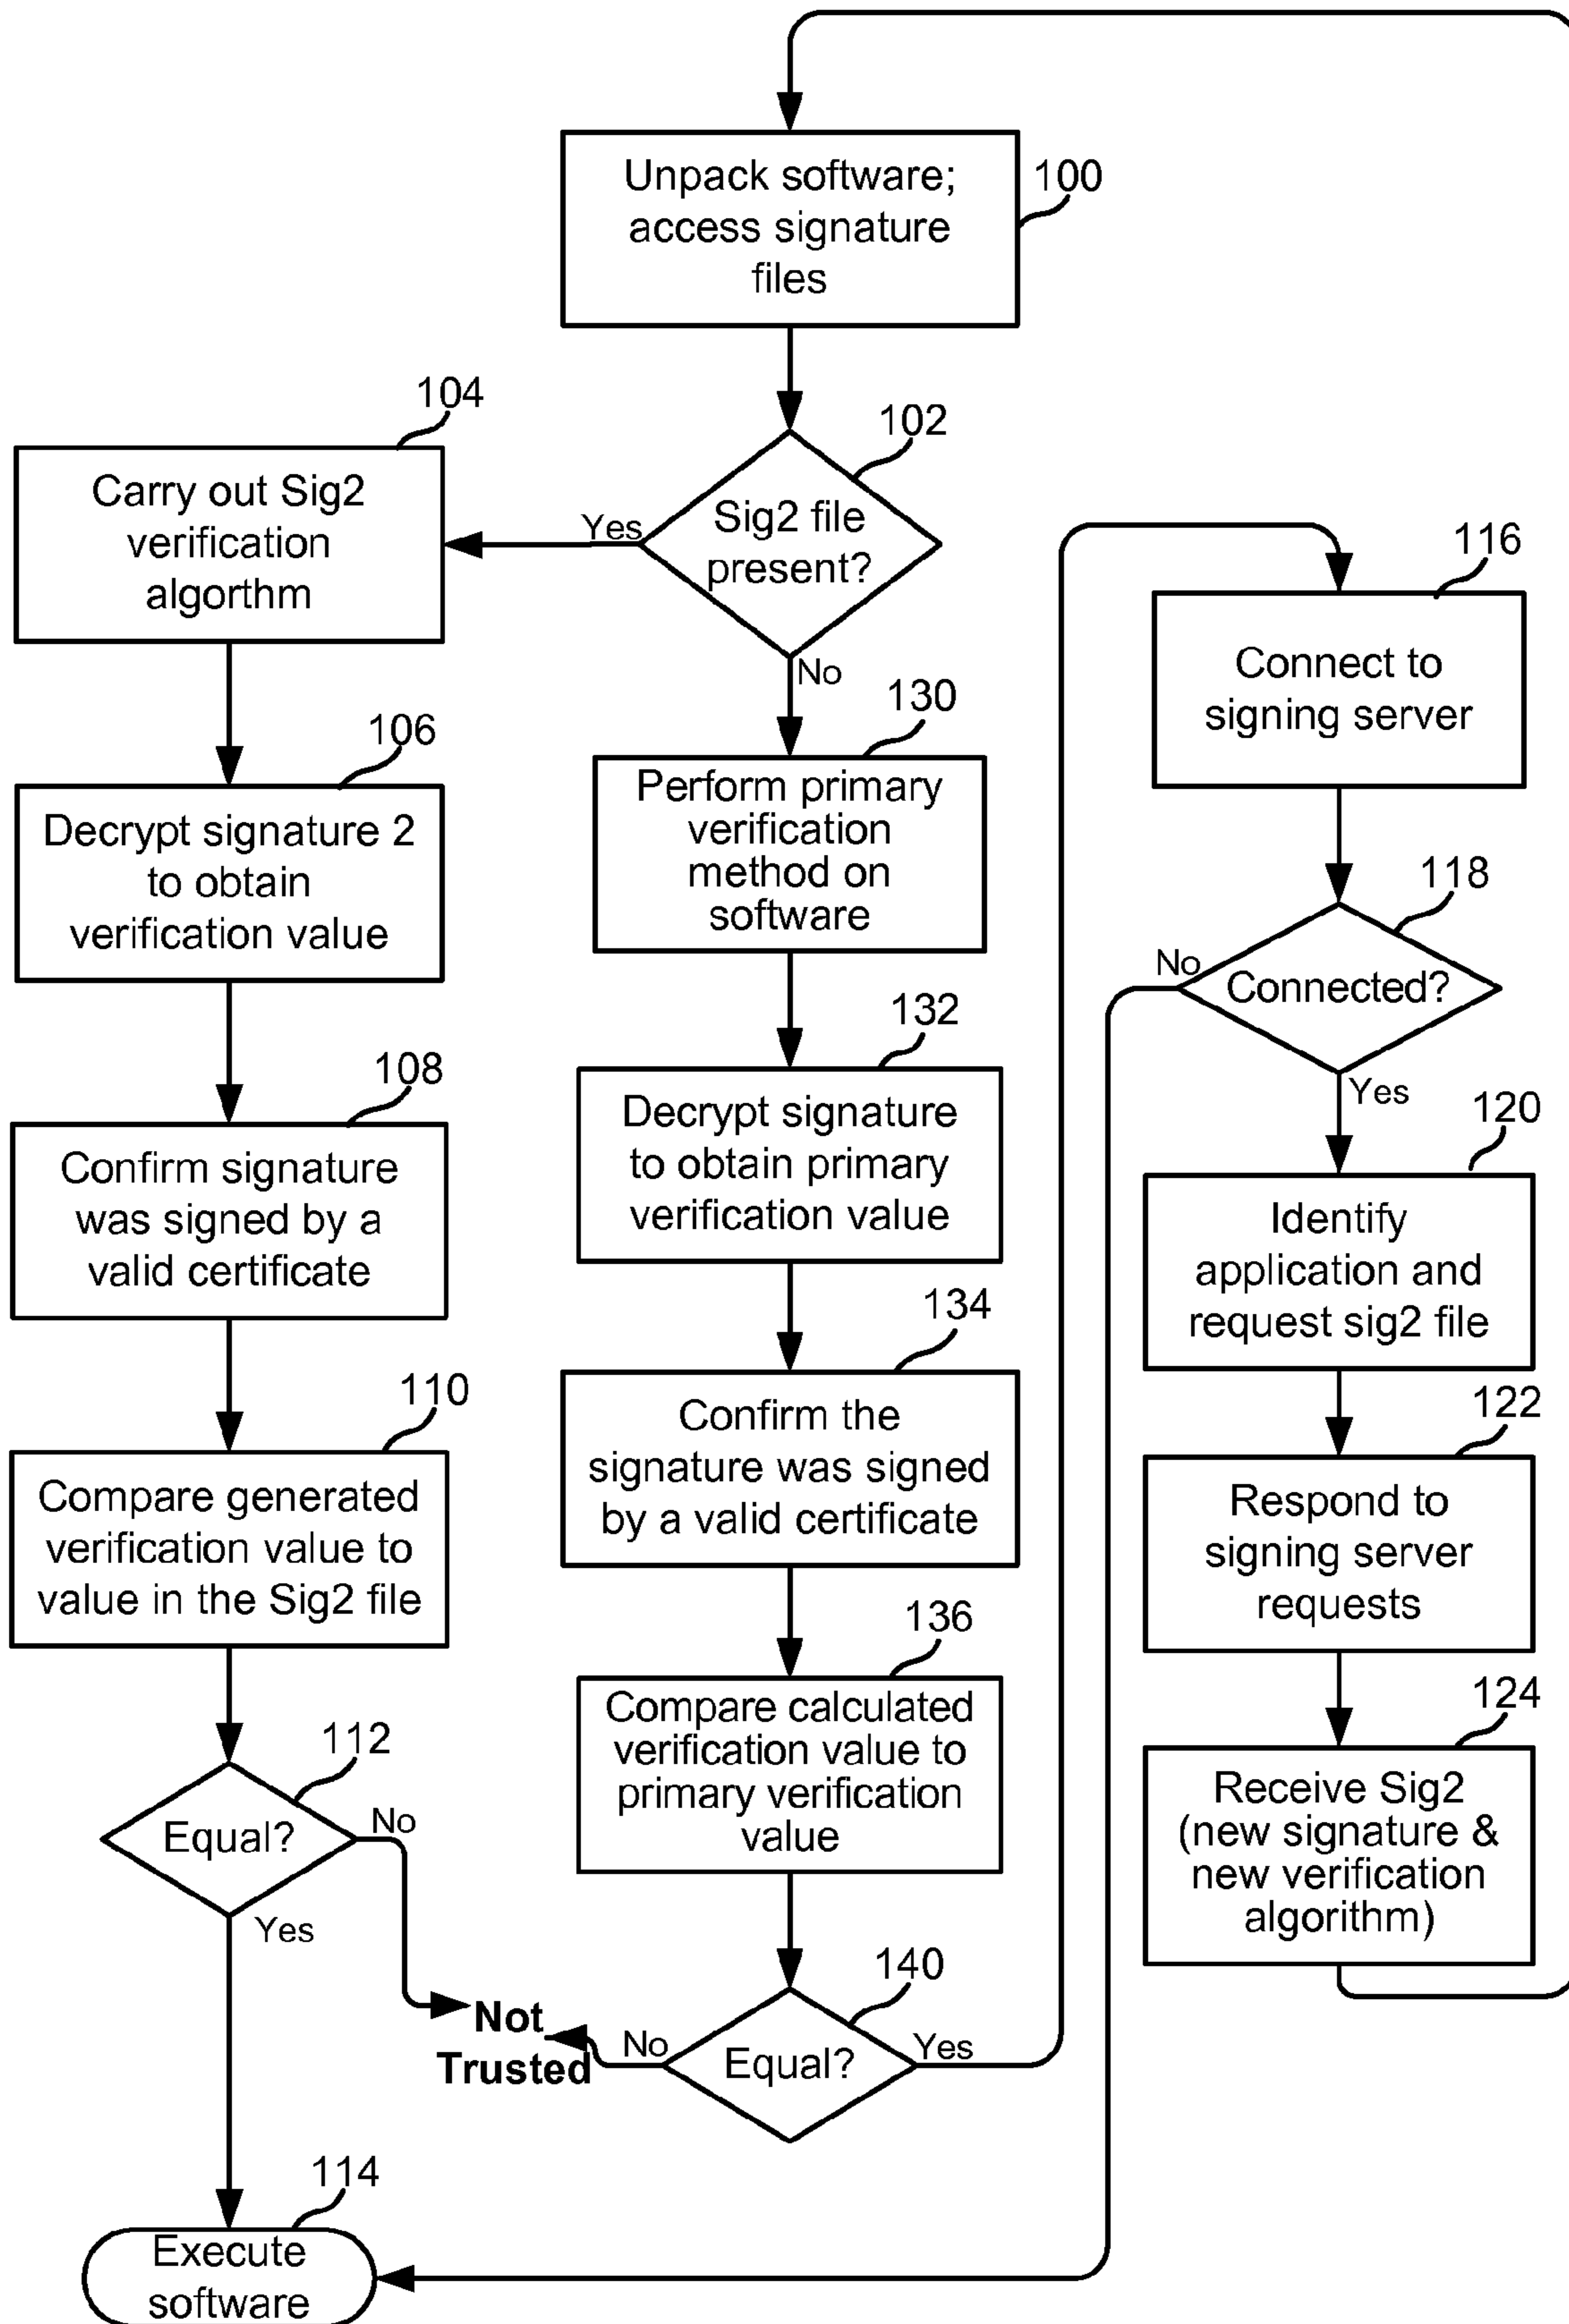 Unpack software;
access signature
files
100
102
Sig2 file
present?
Yes
No
104
Carry out Sig2
verification
algorthm
106
Decrypt signature 2
to obtain
verification value
108
Confirm signature
was signed by a
valid certificate
110
Compare generated
verification value to
value in the Sig2 file
112
Equal?
No
Yes
Not
Trusted
114
Execute
software
130
Perform primary
verification
method on
software
132
Decrypt signature
to obtain primary
verification value
134
Confirm the
signature was signed
by a valid certificate
136
Compare calculated
verification value to
primary verification
value
140
Equal?
No
Yes
116
Connect to
signing server
118
Connected?
No
Yes
120
Identify
application and
request sig2 file
122
Respond to
signing server
requests
124
Receive Sig2
(new signature &
new verification
algorithm)